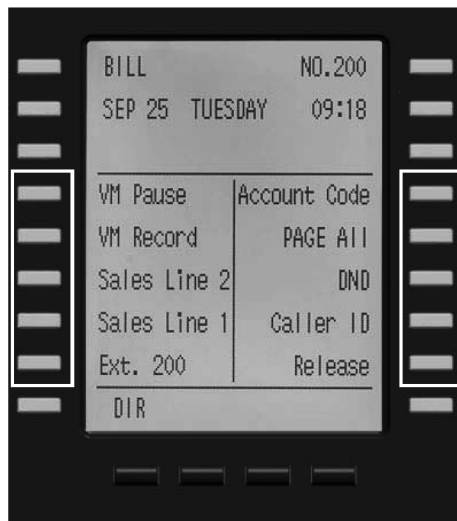 BILL NO.200
SEP 25 TUESDAY 09:18
VM Pause Account Code
VM Record PAGE All
Sales Line 2 DND
Sales Line 1 Caller ID
Ext. 200 Release
DIR